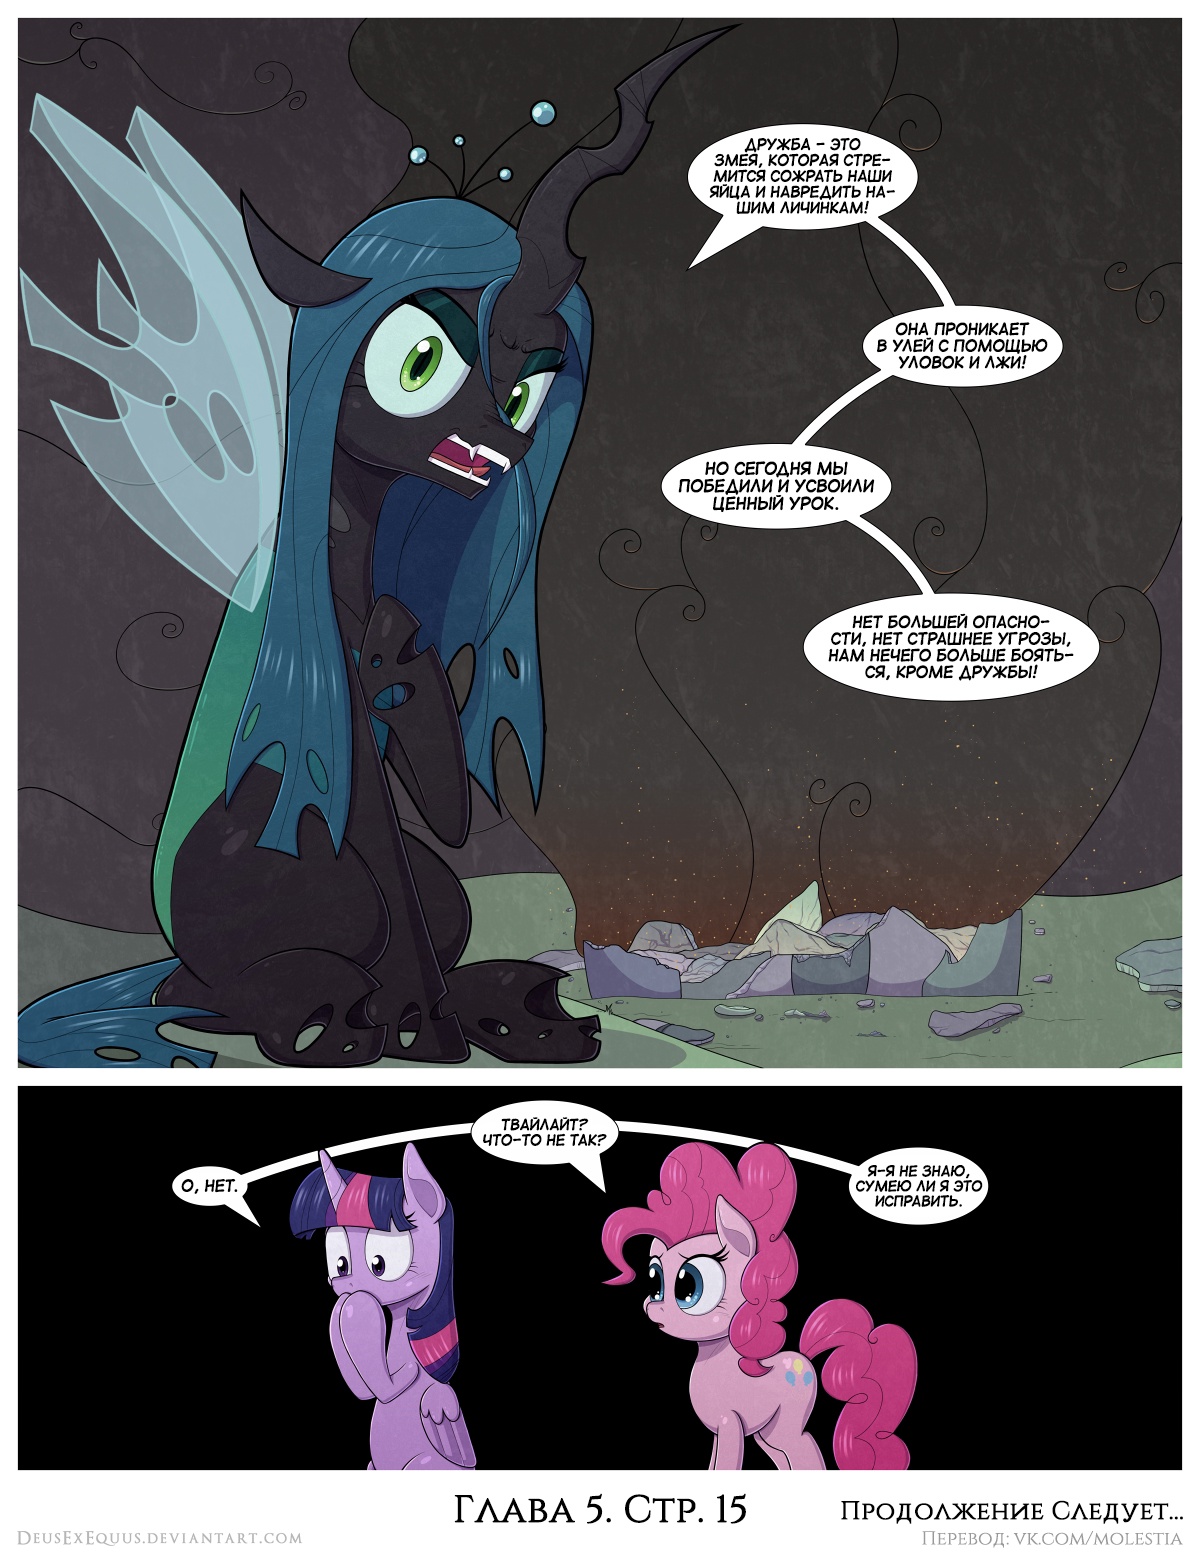 ДРУЖБА - ЭТО
ЗМЕЯ, КОТОРАЯ СТРЕ-
МИТСЯ СОЖРАТЬ НАШИ
ЯЙЦА И НАВРЕДИТЬ НА-
ШИМ ЛИЧИНКАМ!
ОНА ПРОНИКАЕТ
В УЛЕЙ С ПОМОЩЬЮ
УЛОВОК И ЛЖИ!
НО СЕГОДНЯ МЫ
ПОБЕДИЛИ И УСВОИЛИ
ЦЕННЫЙ УРОК.
НЕТ БОЛЬШЕЙ ОПАСНО-
СТИ, НЕТ СТРАШНЕЕ УГРОЗЫ,
НАМ НЕЧЕГО БОЛЬШЕ БОЯТЬ-
СЯ, КРОМЕ ДРУЖБЫ!
О, НЕТ.
ТВАЙЛАЙТ?
ЧТО-ТО НЕ ТАК?
Я-Я НЕ ЗНАЮ,
СУМЕЮ ЛИ Я ЭТО
ИСПРАВИТЬ.
Глава 5. Стр. 15
Продолжение Следует...
DeusExEquus.deviantart.com
Перевод: vk.com/molestia